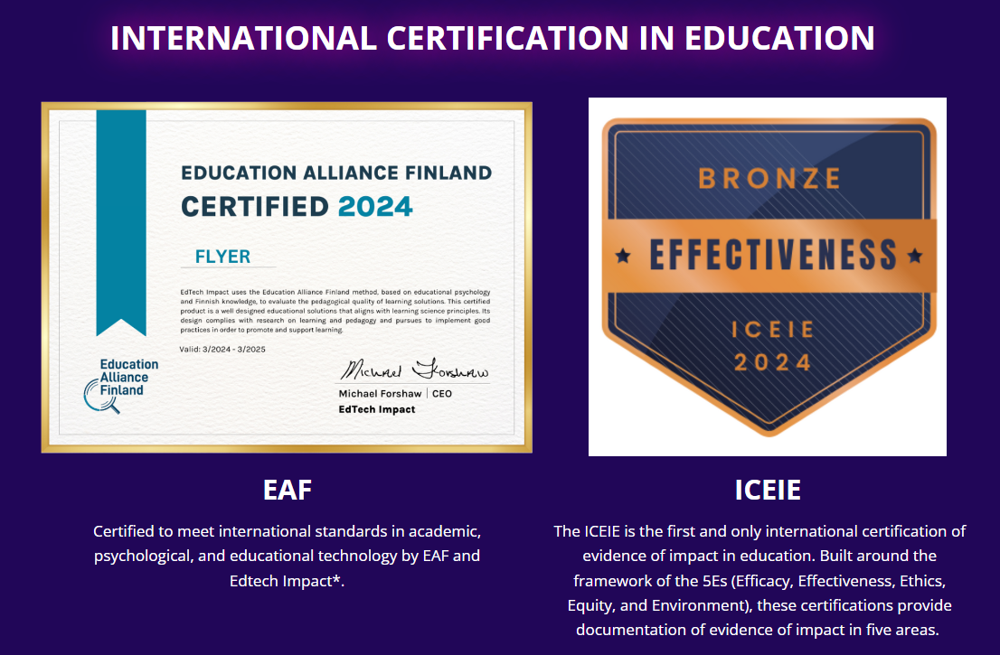 INTERNATIONAL CERTIFICATION IN EDUCATION
EDUCATION ALLIANCE FINLAND
CERTIFIED 2024
FLYER
EdTech Impact uses the Education Alliance Finland method, based on educational psychology
and Finnish knowledge, to evaluate the pedagogical quality of learning solutions. This certified
product is a well designed educational solutions that aligns with learning science principles. Its
design complies with research on learning and pedagogy and pursues to implement good
practices in order to promote and support learning.
Valid: 3/2024 - 3/2025
Education
Alliance
Finland
Michael Forshaw
Michael Forshaw | CEO
EdTech Impact
BRONZE
EFFECTIVENESS
ICEIE
2024
EAF
Certified to meet international standards in academic,
psychological, and educational technology by EAF and
Edtech Impact*.
ICEIE
The ICEIE is the first and only international certification of
evidence of impact in education. Built around the
framework of the 5Es (Efficacy, Effectiveness, Ethics,
Equity, and Environment), these certifications provide
documentation of evidence of impact in five areas.